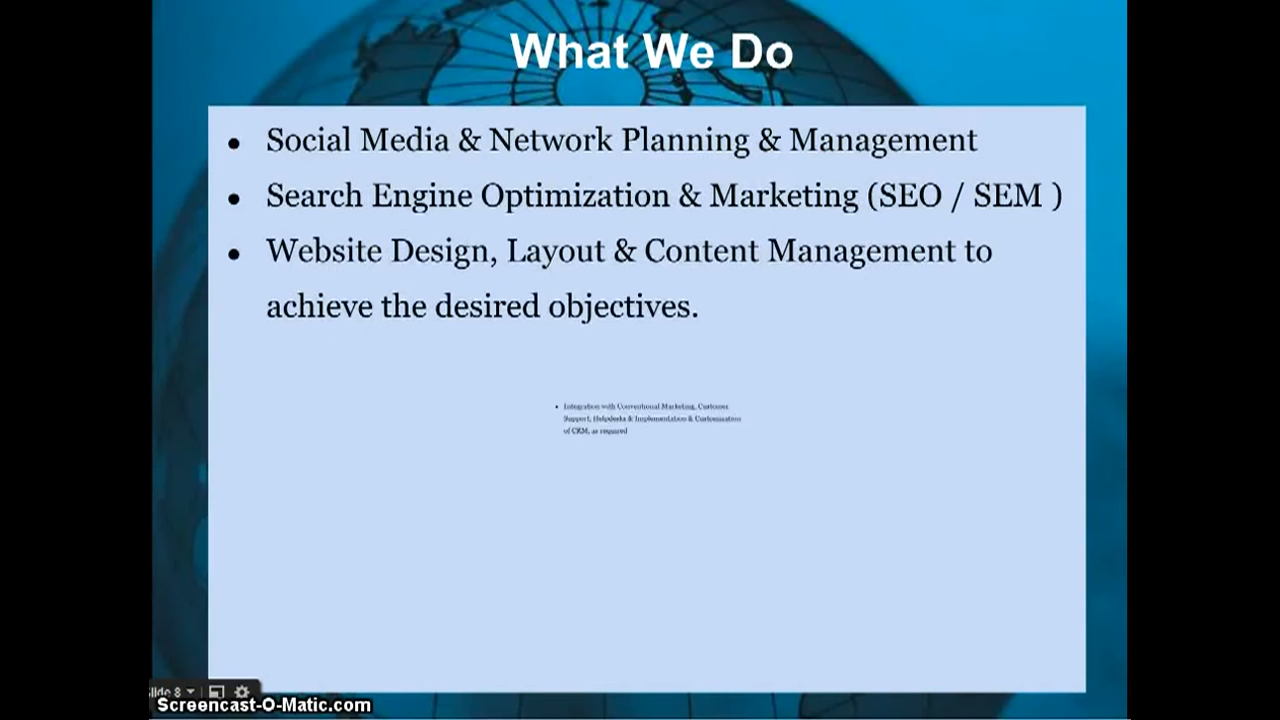 What We Do
• Social Media & Network Planning & Management
• Search Engine Optimization & Marketing (SEO / SEM )
• Website Design, Layout & Content Management to
achieve the desired objectives.
• Integration with Conventional Marketing, Customer
Support, Helpdesks & Implementation & Customization
of CRM, as required
Slide 8
Screencast-O-Matic.com